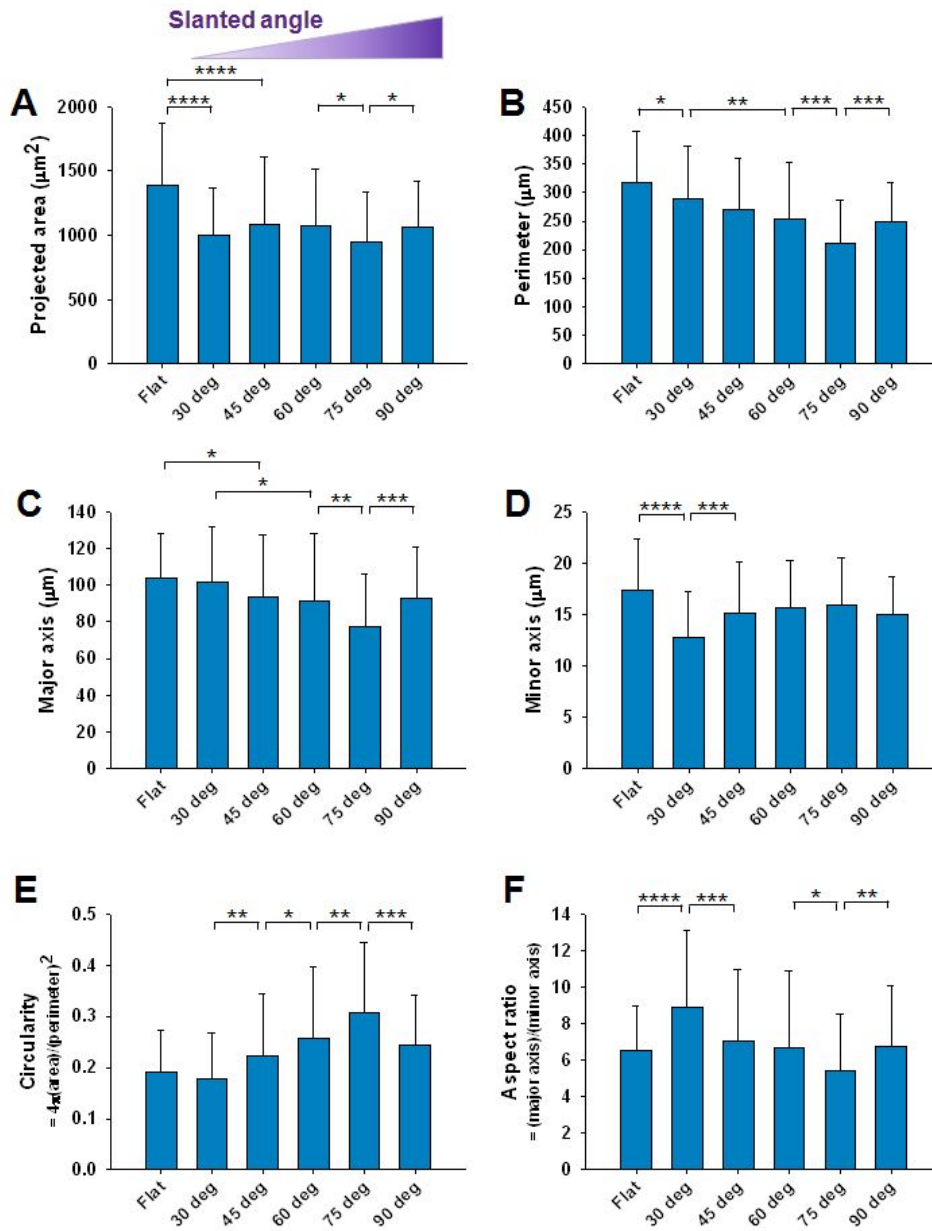 Slanted angle
A
Projected area (μm²)
2000
1500
1000
500
0
****
****
*
*
Flat
30 deg
45 deg
60 deg
75 deg
90 deg
B
Perimeter (μm)
450
400
350
300
250
200
150
100
50
0
*
**
***
***
Flat
30 deg
45 deg
60 deg
75 deg
90 deg
C
Major axis (μm)
140
120
100
80
60
40
20
0
*
*
**
***
Flat
30 deg
45 deg
60 deg
75 deg
90 deg
D
Minor axis (μm)
25
20
15
10
5
0
****
***
Flat
30 deg
45 deg
60 deg
75 deg
90 deg
E
Circularity
= 4π(area)/(perimeter)²
0.5
0.4
0.3
0.2
0.1
0.0
**
*
**
***
Flat
30 deg
45 deg
60 deg
75 deg
90 deg
F
Aspect ratio
= (major axis)/(minor axis)
14
12
10
8
6
4
2
0
****
***
*
**
Flat
30 deg
45 deg
60 deg
75 deg
90 deg